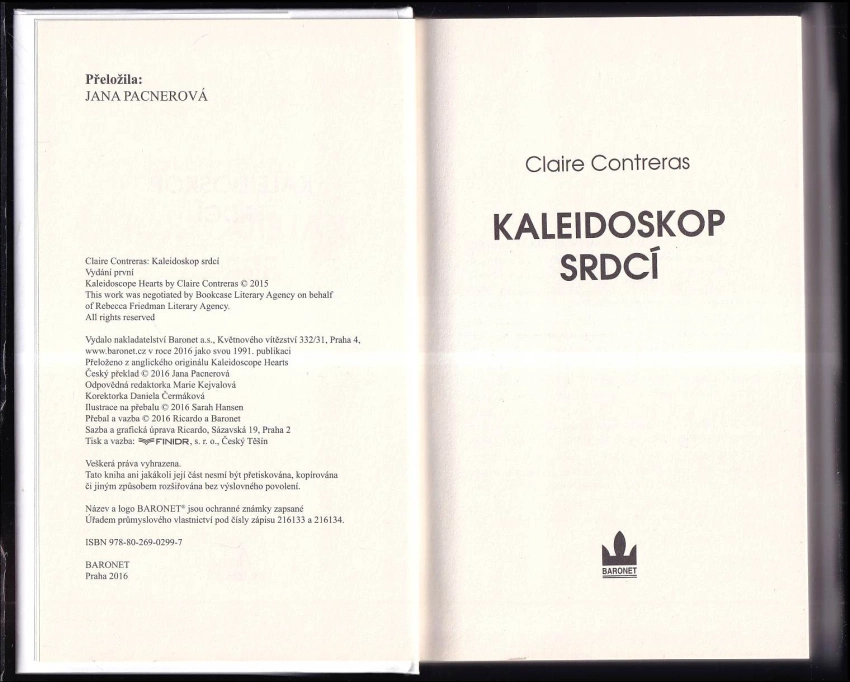 Přeložila:
JANA PACNEROVÁ
Claire Contreras: Kaleidoskop srdcí
Vydání první
Kaleidoscope Hearts by Claire Contreras © 2015
This work was negotiated by Bookcase Literary Agency on behalf
of Rebecca Friedman Literary Agency.
All rights reserved
Vydalo nakladatelství Baronet a.s., Květnového vítězství 332/31, Praha 4,
www.baronet.cz v roce 2016 jako svou 1991. publikaci
Přeloženo z anglického originálu Kaleidoscope Hearts
Český překlad © 2016 Jana Pacnerová
Odpovědná redaktorka Marie Kejvalová
Korektorka Daniela Čermáková
Ilustrace na přebalu © 2016 Sarah Hansen
Přebal a vazba © 2016 Ricardo a Baronet
Sazba a grafická úprava Ricardo, Sázavská 19, Praha 2
Tisk a vazba: FINIDR, s. r. o., Český Těšín
Veškerá práva vyhrazena.
Tato kniha ani jakákoli její část nesmí být přetiskována, kopírována
či jiným způsobem rozšiřována bez výslovného povolení.
Název a logo BARONET® jsou ochranné známky zapsané
Úřadem průmyslového vlastnictví pod čísly zápisu 216133 a 216134.
ISBN 978-80-269-0299-7
BARONET
Praha 2016
Claire Contreras
KALEIDOSKOP
SRDCÍ
BARONET